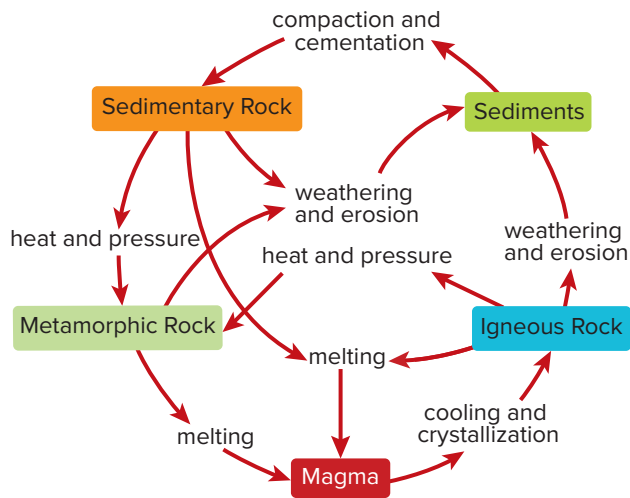 compaction and
cementation
Sedimentary Rock
Sediments
weathering
and erosion
heat and pressure
heat and pressure
weathering
and erosion
Metamorphic Rock
Igneous Rock
melting
cooling and
crystallization
melting
Magma